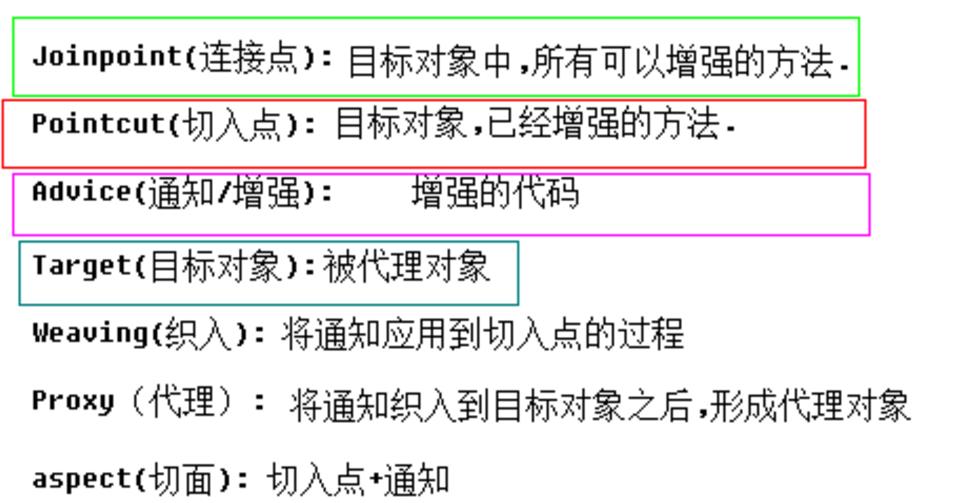 Joinpoint(连接点): 目标对象中,所有可以增强的方法.
Pointcut(切入点): 目标对象,已经增强的方法.
Advice(通知/增强): 增强的代码
Target(目标对象):被代理对象
Weaving(织入): 将通知应用到切入点的过程
Proxy（代理）: 将通知织入到目标对象之后,形成代理对象
aspect(切面): 切入点+通知